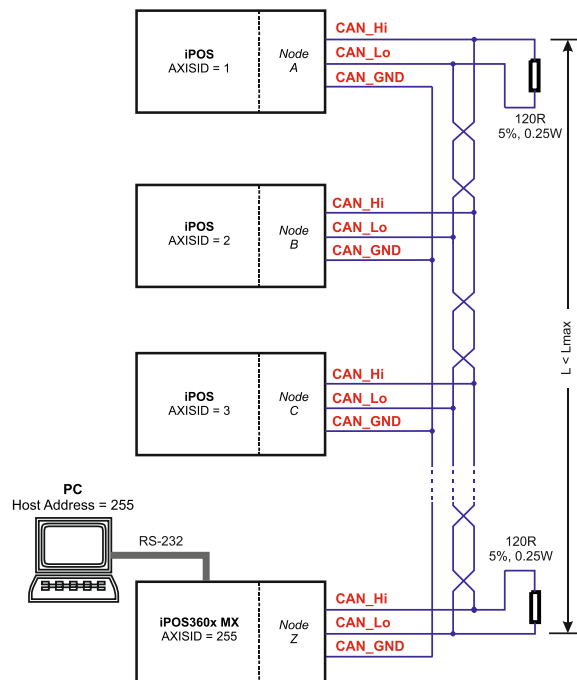 iPOS
AXISID = 1
Node
A
CAN_Hi
CAN_Lo
CAN_GND
120R
5%, 0.25W
iPOS
AXISID = 2
Node
B
CAN_Hi
CAN_Lo
CAN_GND
L < Lmax
iPOS
AXISID = 3
Node
C
CAN_Hi
CAN_Lo
CAN_GND
PC
Host Address = 255
RS-232
120R
5%, 0.25W
iPOS360x MX
AXISID = 255
Node
Z
CAN_Hi
CAN_Lo
CAN_GND